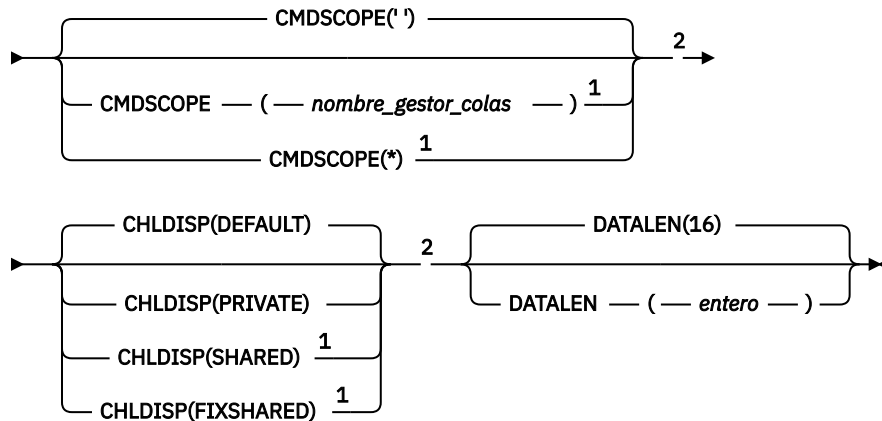 CMDSCOPE(' ')
2
CMDSCOPE ( nombre_gestor_colas ) 1
CMDSCOPE(*) 1
CHLDISP(DEFAULT) DATALEN(16)
2
CHLDISP(PRIVATE) DATALEN ( entero )
CHLDISP(SHARED) 1
CHLDISP(FIXSHARED) 1